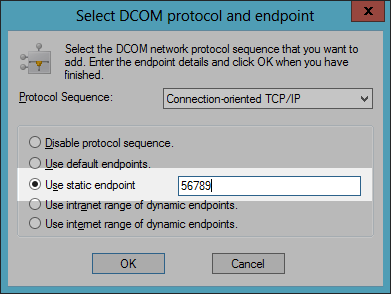 Select DCOM protocol and endpoint
x
Select the DCOM network protocol sequence that you want to
add. Enter the endpoint details and click OK when you have
finished.
Protocol Sequence: Connection-oriented TCP/IP
Disable protocol sequence.
Use default endpoints.
Use static endpoint 56789
Use intranet range of dynamic endpoints.
Use internet range of dynamic endpoints.
OK Cancel